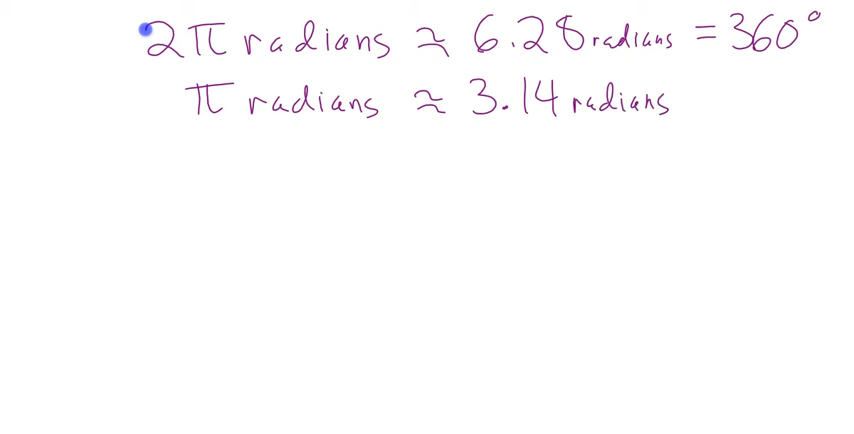 2π radians ≈ 6.28 radians = 360°
π radians ≈ 3.14 radians